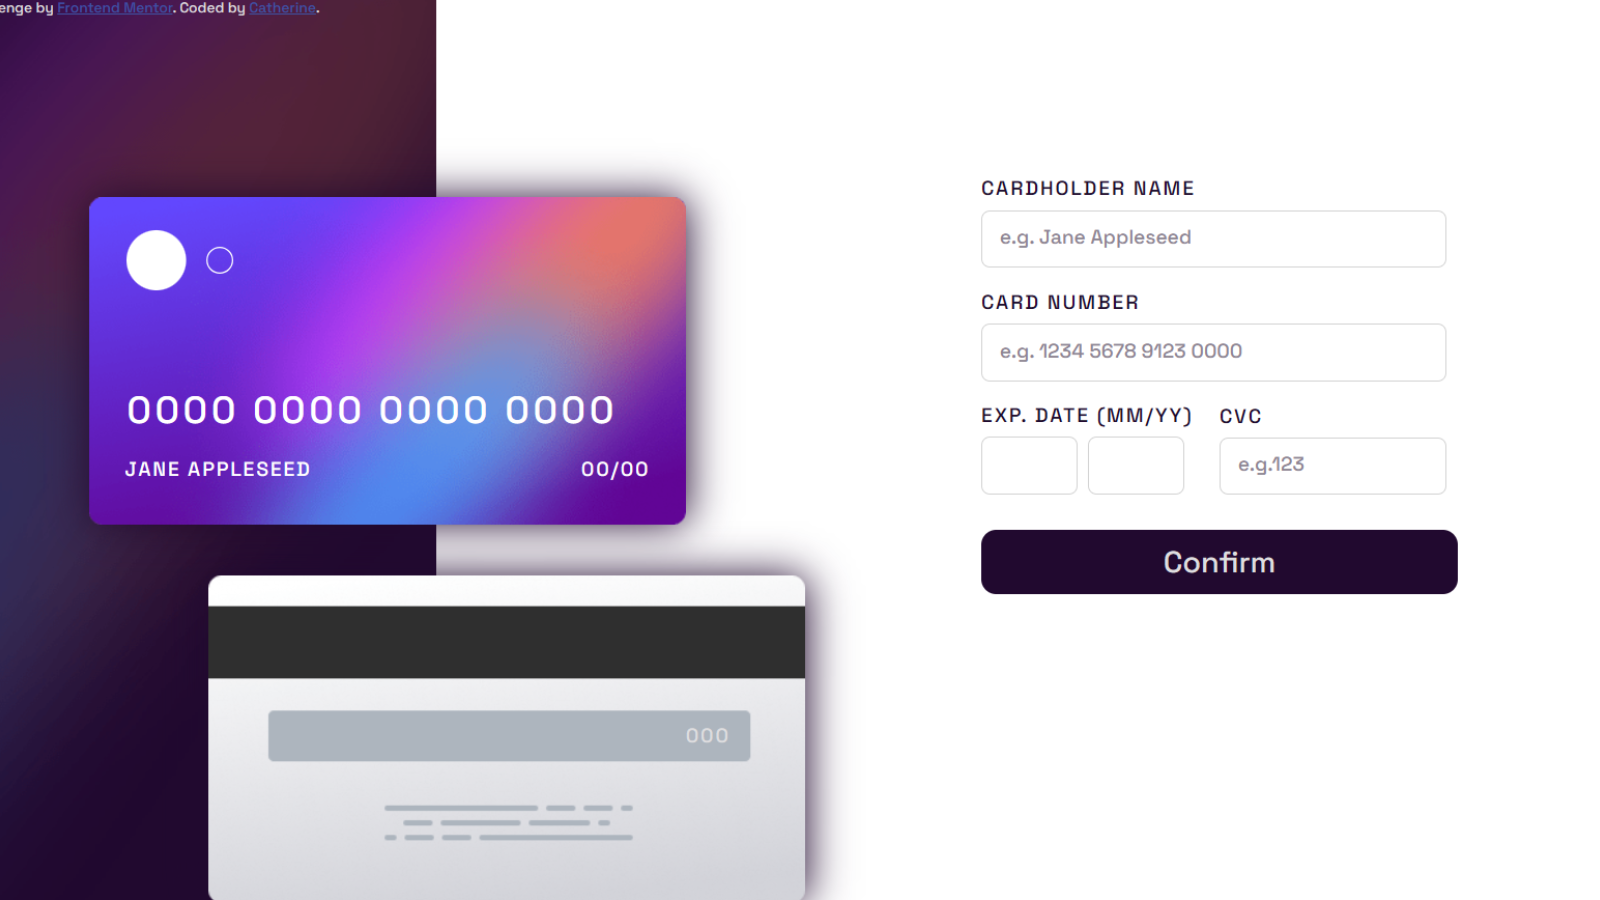 by Frontend Mentor. Coded by Catherine.
0000 0000 0000 0000
JANE APPLESEED 00/00
000
CARDHOLDER NAME
e.g. Jane Appleseed
CARD NUMBER
e.g. 1234 5678 9123 0000
EXP. DATE (MM/YY) CVC
e.g.123
Confirm